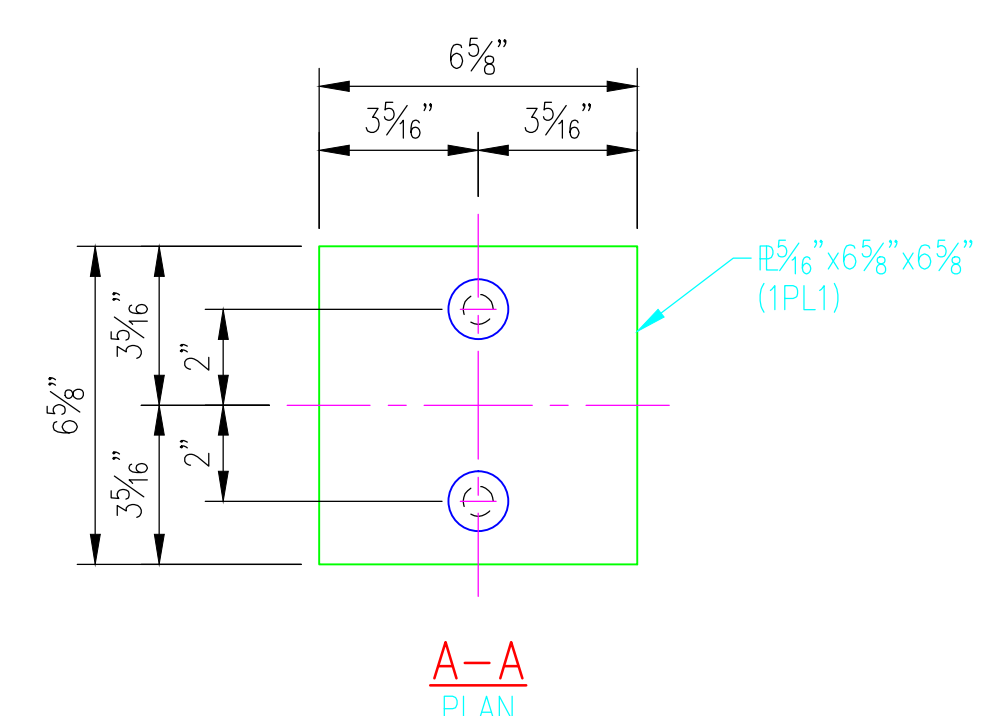 6⅝"
3 5/16" 3 5/16"
℄5/16"x6⅝"x6⅝"
(1PL1)
3 5/16"
2"
6⅝"
2"
3 5/16"
A-A
PLAN